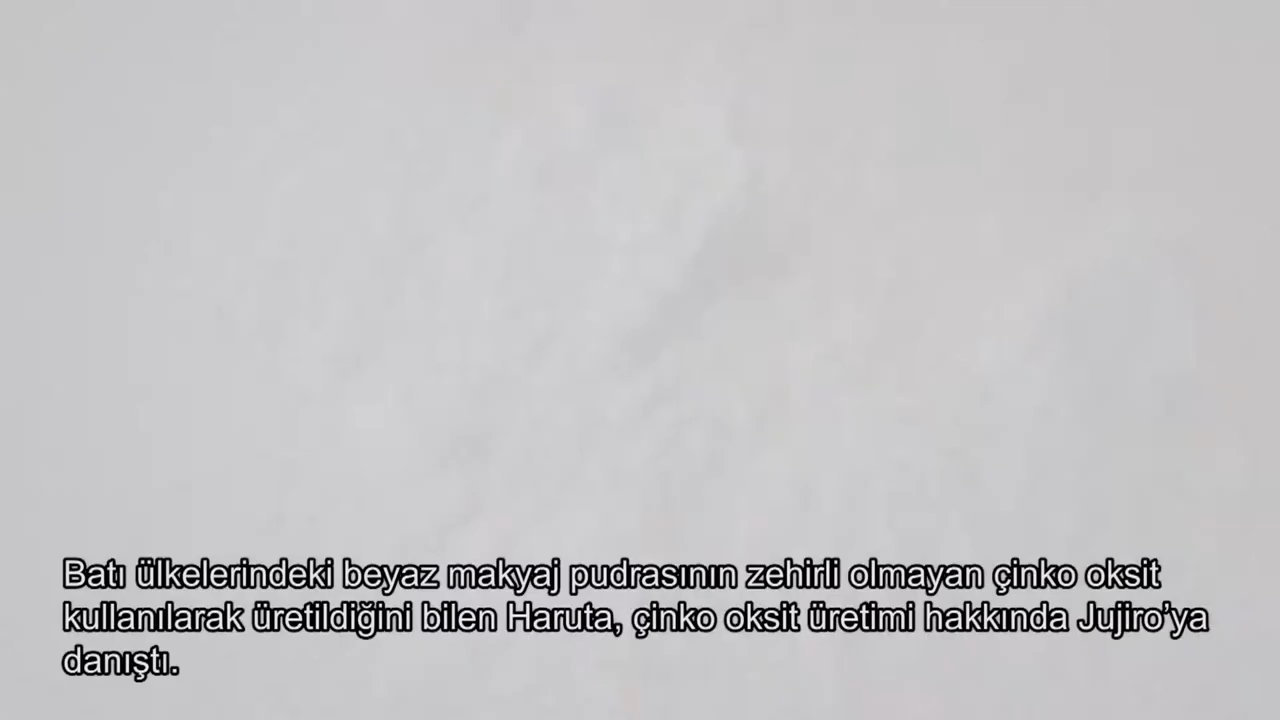 Batı ülkelerindeki beyaz makyaj pudrasının zehirli olmayan çinko oksit
kullanılarak üretildiğini bilen Haruta, çinko oksit üretimi hakkında Jujiro’ya
danıştı.